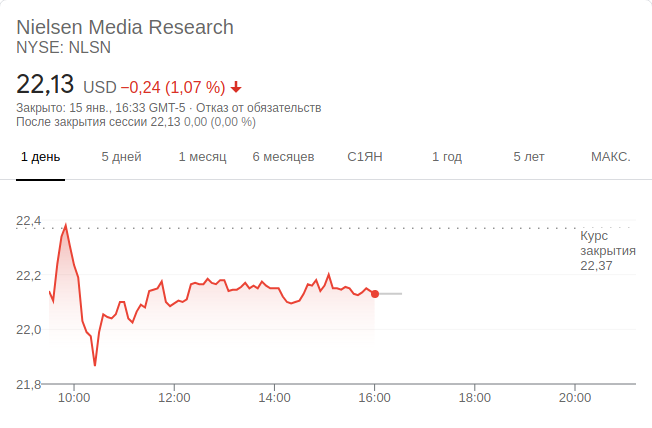 Nielsen Media Research
NYSE: NLSN
22,13 USD −0,24 (1,07 %)
Закрыто: 15 янв., 16:33 GMT-5 · Отказ от обязательств
После закрытия сессии 22,13 0,00 (0,00 %)
1 день 5 дней 1 месяц 6 месяцев С1ЯН 1 год 5 лет МАКС.
22,4
Курс
закрытия
22,37
22,2
22,0
21,8
10:00 12:00 14:00 16:00 18:00 20:00